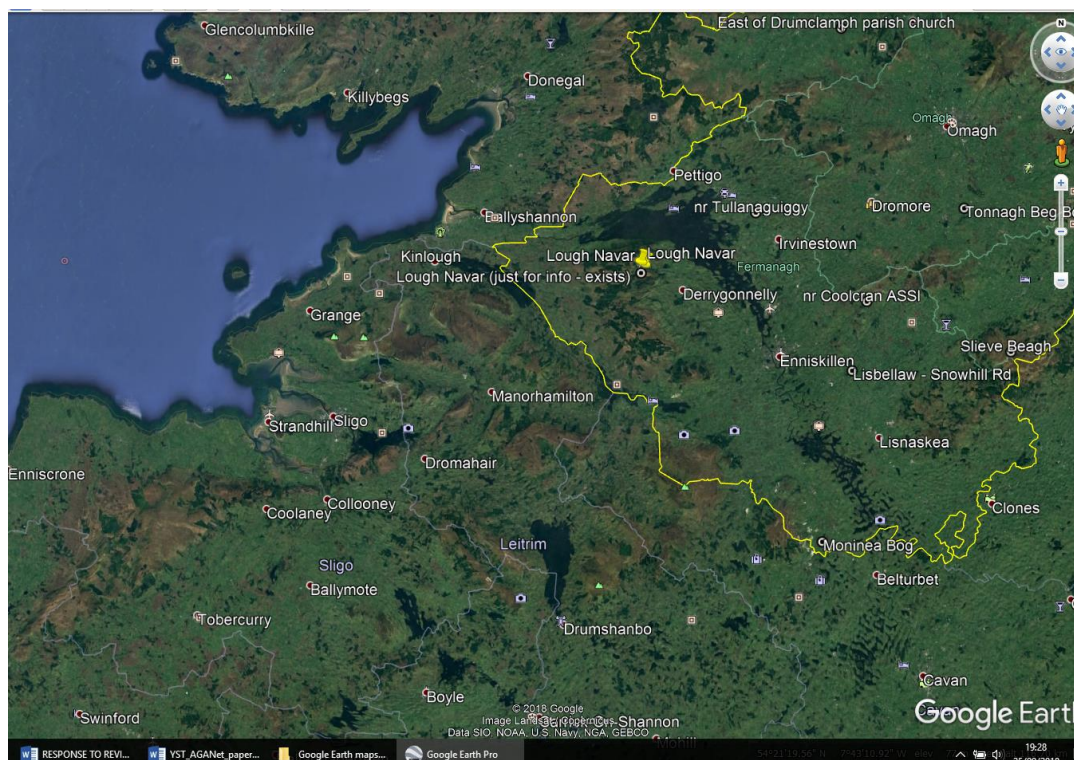 East of Drumclamph parish church
N
Glencolumbkille
Donegal
Killybegs
Omagh
Omagh
Pettigo
nr Tullanaguiggy
Dromore
Tonnagh Beg
Ballyshannon
Irvinestown
Kinlough
Lough Navar
Lough Navar
Fermanagh
Lough Navar (just for info - exists)
Derrygonnelly
nr Coolcran ASSI
Grange
Slieve Beagh
Enniskillen
Lisbellaw - Snowhill Rd
Manorhamilton
Strandhill
Sligo
Lisnaskea
Dromahair
Enniscrone
Collooney
Coolaney
Clones
Leitrim
Moninea Bog
Sligo
Belturbet
Ballymote
Tobercurry
Drumshanbo
Cavan
Boyle
© 2018 Google
Image Landsat / Copernicus
Swinford
Data SIO, NOAA, U.S. Navy, NGA, GEBCO
Google Earth
Mohill
RESPONSE TO REVI...
YST_AGANet_paper...
Google Earth maps...
Google Earth Pro
19:28